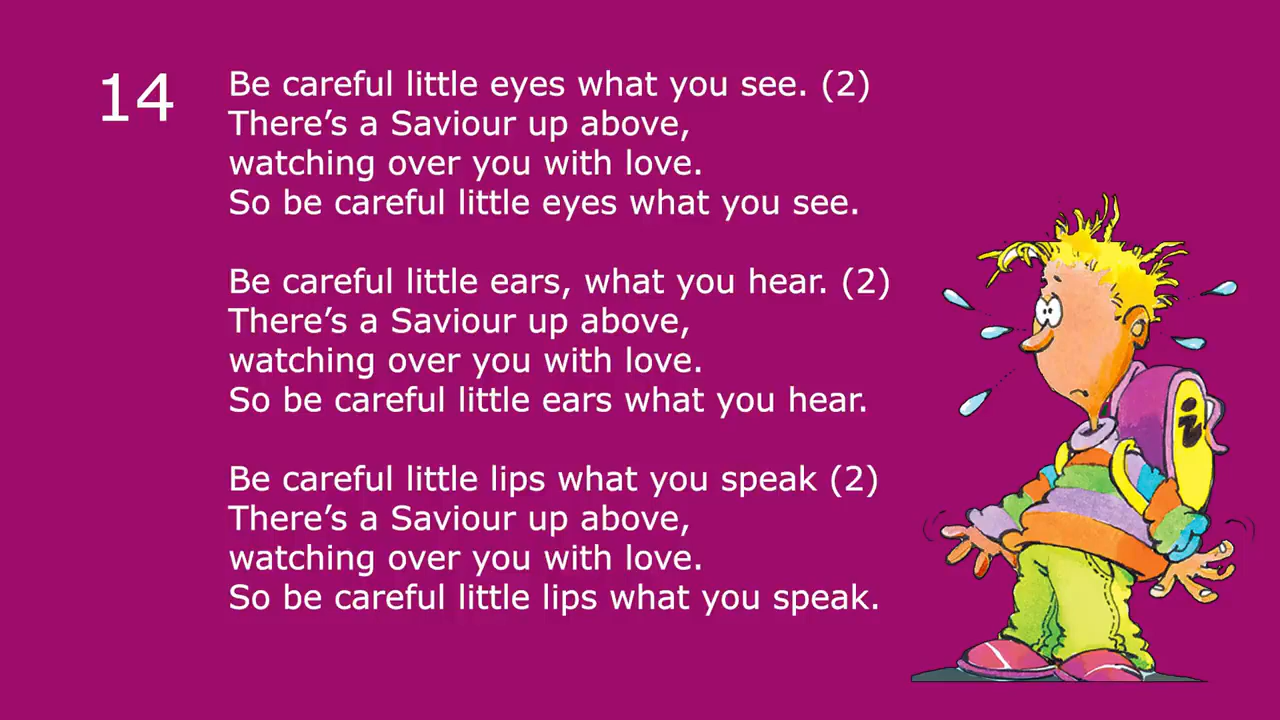 14
Be careful little eyes what you see. (2)
There’s a Saviour up above,
watching over you with love.
So be careful little eyes what you see.
Be careful little ears, what you hear. (2)
There’s a Saviour up above,
watching over you with love.
So be careful little ears what you hear.
Be careful little lips what you speak (2)
There’s a Saviour up above,
watching over you with love.
So be careful little lips what you speak.
i